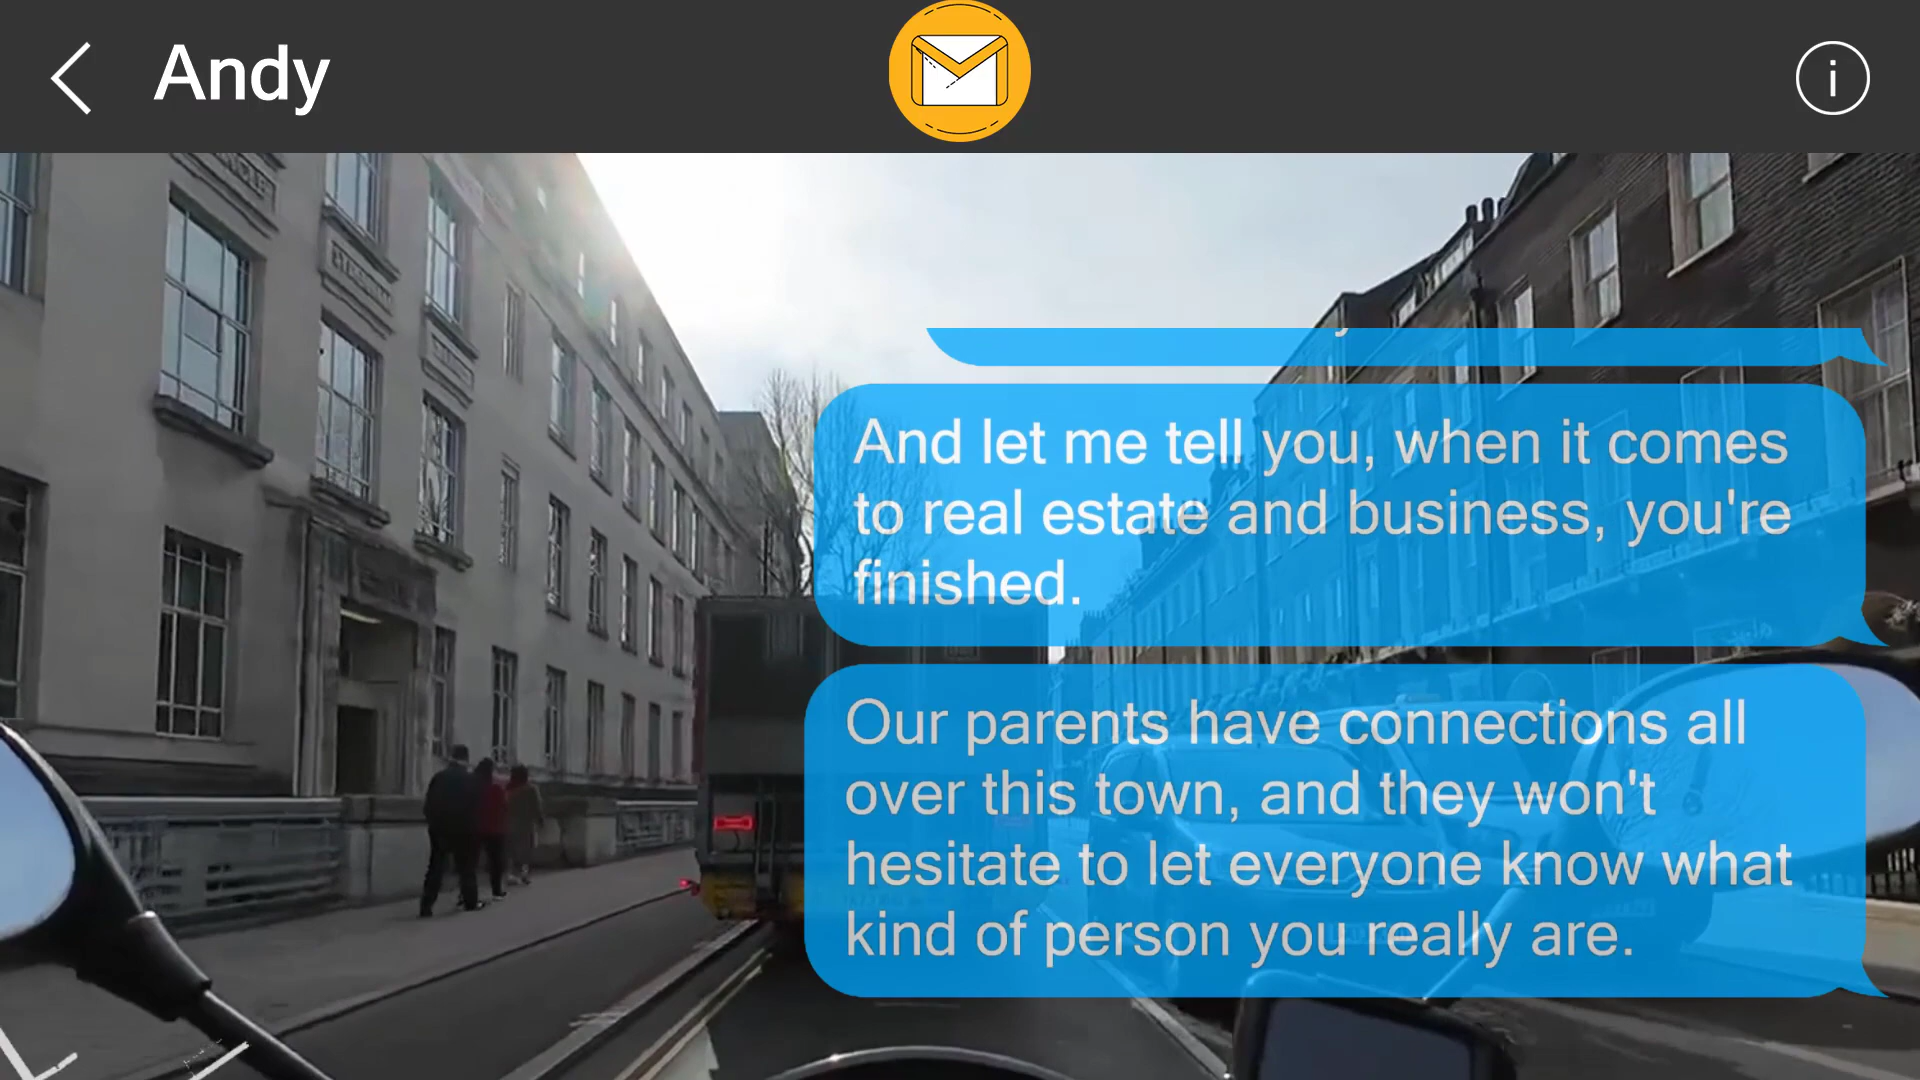 Andy
i
And let me tell you, when it comes
to real estate and business, you're
finished.
Our parents have connections all
over this town, and they won't
hesitate to let everyone know what
kind of person you really are.